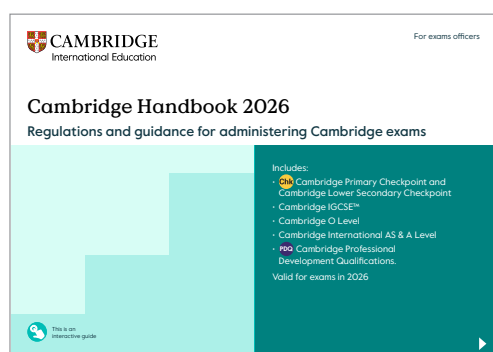 CAMBRIDGE
International Education
For exams officers
Cambridge Handbook 2026
Regulations and guidance for administering Cambridge exams
Includes:
· Chk Cambridge Primary Checkpoint and
Cambridge Lower Secondary Checkpoint
· Cambridge IGCSE™
· Cambridge O Level
· Cambridge International AS & A Level
· PDQ Cambridge Professional
Development Qualifications.
Valid for exams in 2026
This is an
interactive guide